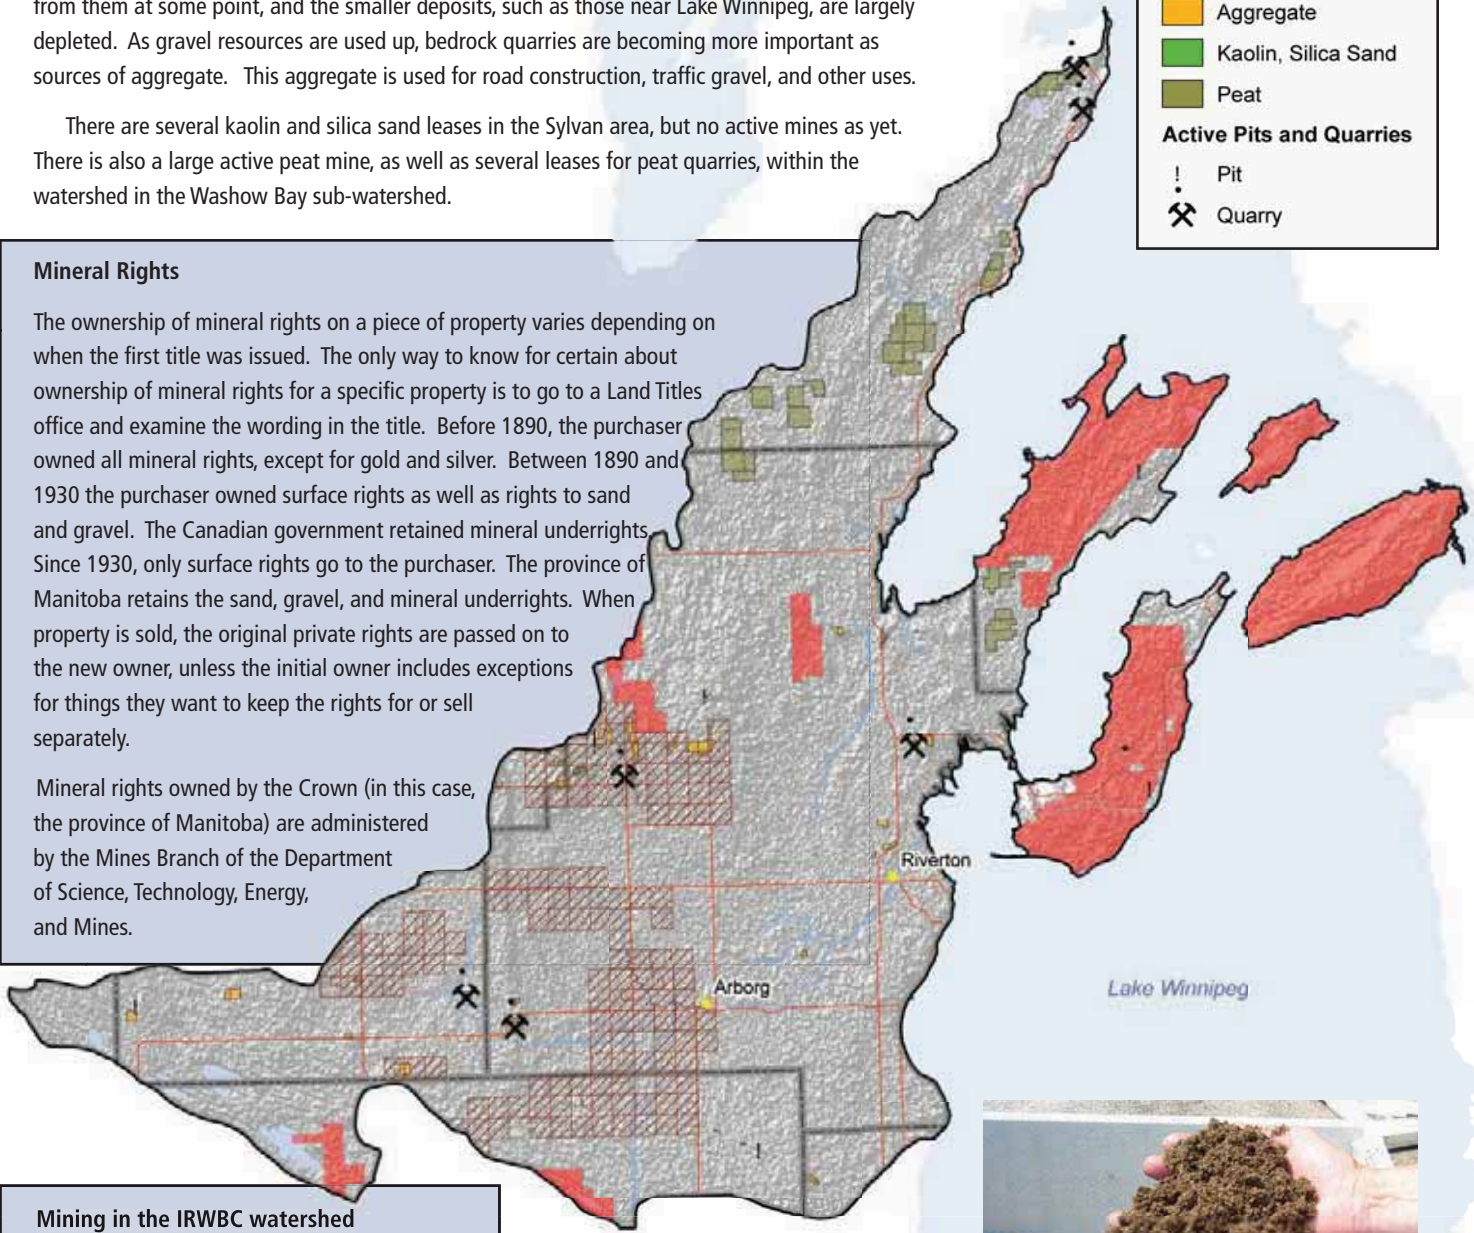 from them at some point, and the smaller deposits, such as those near Lake Winnipeg, are largely
depleted. As gravel resources are used up, bedrock quarries are becoming more important as
sources of aggregate. This aggregate is used for road construction, traffic gravel, and other uses.
There are several kaolin and silica sand leases in the Sylvan area, but no active mines as yet.
There is also a large active peat mine, as well as several leases for peat quarries, within the
watershed in the Washow Bay sub-watershed.
Aggregate
Kaolin, Silica Sand
Peat
Active Pits and Quarries
Pit
Quarry
Mineral Rights
The ownership of mineral rights on a piece of property varies depending on
when the first title was issued. The only way to know for certain about
ownership of mineral rights for a specific property is to go to a Land Titles
office and examine the wording in the title. Before 1890, the purchaser
owned all mineral rights, except for gold and silver. Between 1890 and
1930 the purchaser owned surface rights as well as rights to sand
and gravel. The Canadian government retained mineral underrights.
Since 1930, only surface rights go to the purchaser. The province of
Manitoba retains the sand, gravel, and mineral underrights. When
property is sold, the original private rights are passed on to
the new owner, unless the initial owner includes exceptions
for things they want to keep the rights for or sell
separately.
Mineral rights owned by the Crown (in this case,
the province of Manitoba) are administered
by the Mines Branch of the Department
of Science, Technology, Energy,
and Mines.
Riverton
Arborg
Lake Winnipeg
Mining in the IRWBC watershed